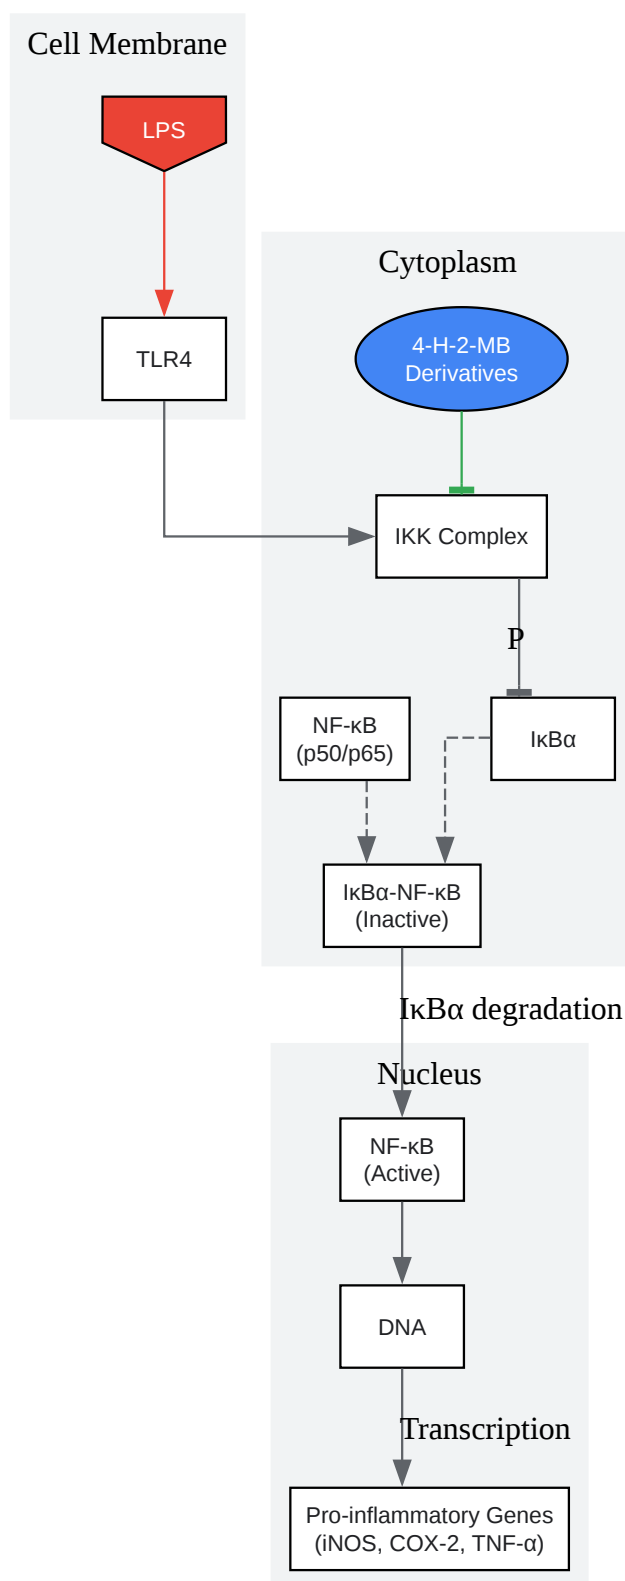 Cell Membrane
LPS
TLR4
Cytoplasm
4-H-2-MB
Derivatives
IKK Complex
P
NF-κB
(p50/p65)
IκBα
IκBα-NF-κB
(Inactive)
IκBα degradation
Nucleus
NF-κB
(Active)
DNA
Transcription
Pro-inflammatory Genes
(iNOS, COX-2, TNF-α)